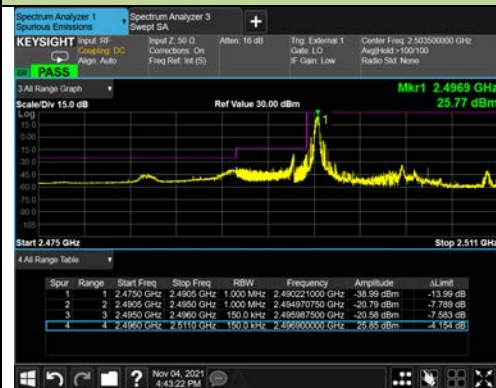 Spectrum Analyzer 1
Spurious Emissions
Spectrum Analyzer 3
Swept SA
KEYSIGHT
Input: RF
Coupling: DC
Align: Auto
Input Z: 50 Ω
Corrections: On
Freq Ref: Int (S)
Atten: 16 dB
Trig: External 1
Gate: LO
IF Gain: Low
Center Freq: 2.503500000 GHz
Avg|Hold:>100/100
Radio Std: None
PASS
3 All Range Graph
Mkr1 2.4969 GHz
25.77 dBm
Scale/Div 15.0 dB
Ref Value 30.00 dBm
Log
15.0
0.00
-15.0
-30.0
-45.0
-60.0
-75.0
-90.0
-105
1
Start 2.475 GHz
Stop 2.511 GHz
4 All Range Table
Spur Range Start Freq Stop Freq RBW Frequency Amplitude ΔLimit
1 1 2.4750 GHz 2.4905 GHz 1.000 MHz 2.490221000 GHz -38.99 dBm -13.99 dB
2 2 2.4905 GHz 2.4950 GHz 1.000 MHz 2.494970750 GHz -20.79 dBm -7.789 dB
3 3 2.4950 GHz 2.4960 GHz 150.0 kHz 2.495987500 GHz -20.58 dBm -7.583 dB
4 4 2.4960 GHz 2.5110 GHz 150.0 kHz 2.496900000 GHz 25.85 dBm -4.154 dB
Nov 04, 2021
4:43:22 PM